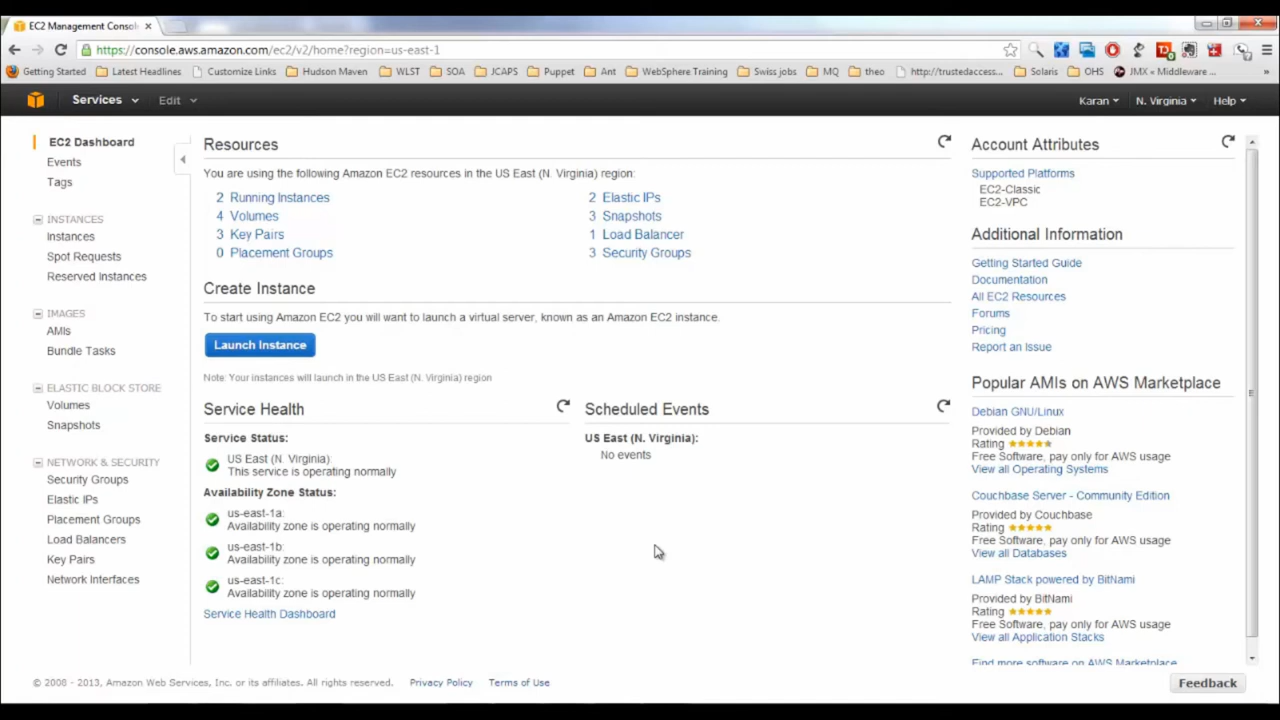 EC2 Management Consol
https://console.aws.amazon.com/ec2/v2/home?region=us-east-1
Getting Started
Latest Headlines
Customize Links
Hudson Maven
WLST
SOA
JCAPS
Puppet
Ant
WebSphere Training
Swiss jobs
MQ
theo
http://trustedaccess...
Solaris
OHS
JMX « Middleware ...
Services
Edit
Karan
N. Virginia
Help
EC2 Dashboard
Events
Tags
INSTANCES
Instances
Spot Requests
Reserved Instances
IMAGES
AMIs
Bundle Tasks
ELASTIC BLOCK STORE
Volumes
Snapshots
NETWORK & SECURITY
Security Groups
Elastic IPs
Placement Groups
Load Balancers
Key Pairs
Network Interfaces
Resources
You are using the following Amazon EC2 resources in the US East (N. Virginia) region:
2 Running Instances
2 Elastic IPs
4 Volumes
3 Snapshots
3 Key Pairs
1 Load Balancer
0 Placement Groups
3 Security Groups
Create Instance
To start using Amazon EC2 you will want to launch a virtual server, known as an Amazon EC2 instance.
Launch Instance
Note: Your instances will launch in the US East (N. Virginia) region
Service Health
Service Status:
US East (N. Virginia):
This service is operating normally
Availability Zone Status:
us-east-1a:
Availability zone is operating normally
us-east-1b:
Availability zone is operating normally
us-east-1c:
Availability zone is operating normally
Service Health Dashboard
Scheduled Events
US East (N. Virginia):
No events
Account Attributes
Supported Platforms
EC2-Classic
EC2-VPC
Additional Information
Getting Started Guide
Documentation
All EC2 Resources
Forums
Pricing
Report an Issue
Popular AMIs on AWS Marketplace
Debian GNU/Linux
Provided by Debian
Rating
Free Software, pay only for AWS usage
View all Operating Systems
Couchbase Server - Community Edition
Provided by Couchbase
Rating
Free Software, pay only for AWS usage
View all Databases
LAMP Stack powered by BitNami
Provided by BitNami
Rating
Free Software, pay only for AWS usage
View all Application Stacks
Find more software on AWS Marketplace
© 2008 - 2013, Amazon Web Services, Inc. or its affiliates. All rights reserved.
Privacy Policy
Terms of Use
Feedback